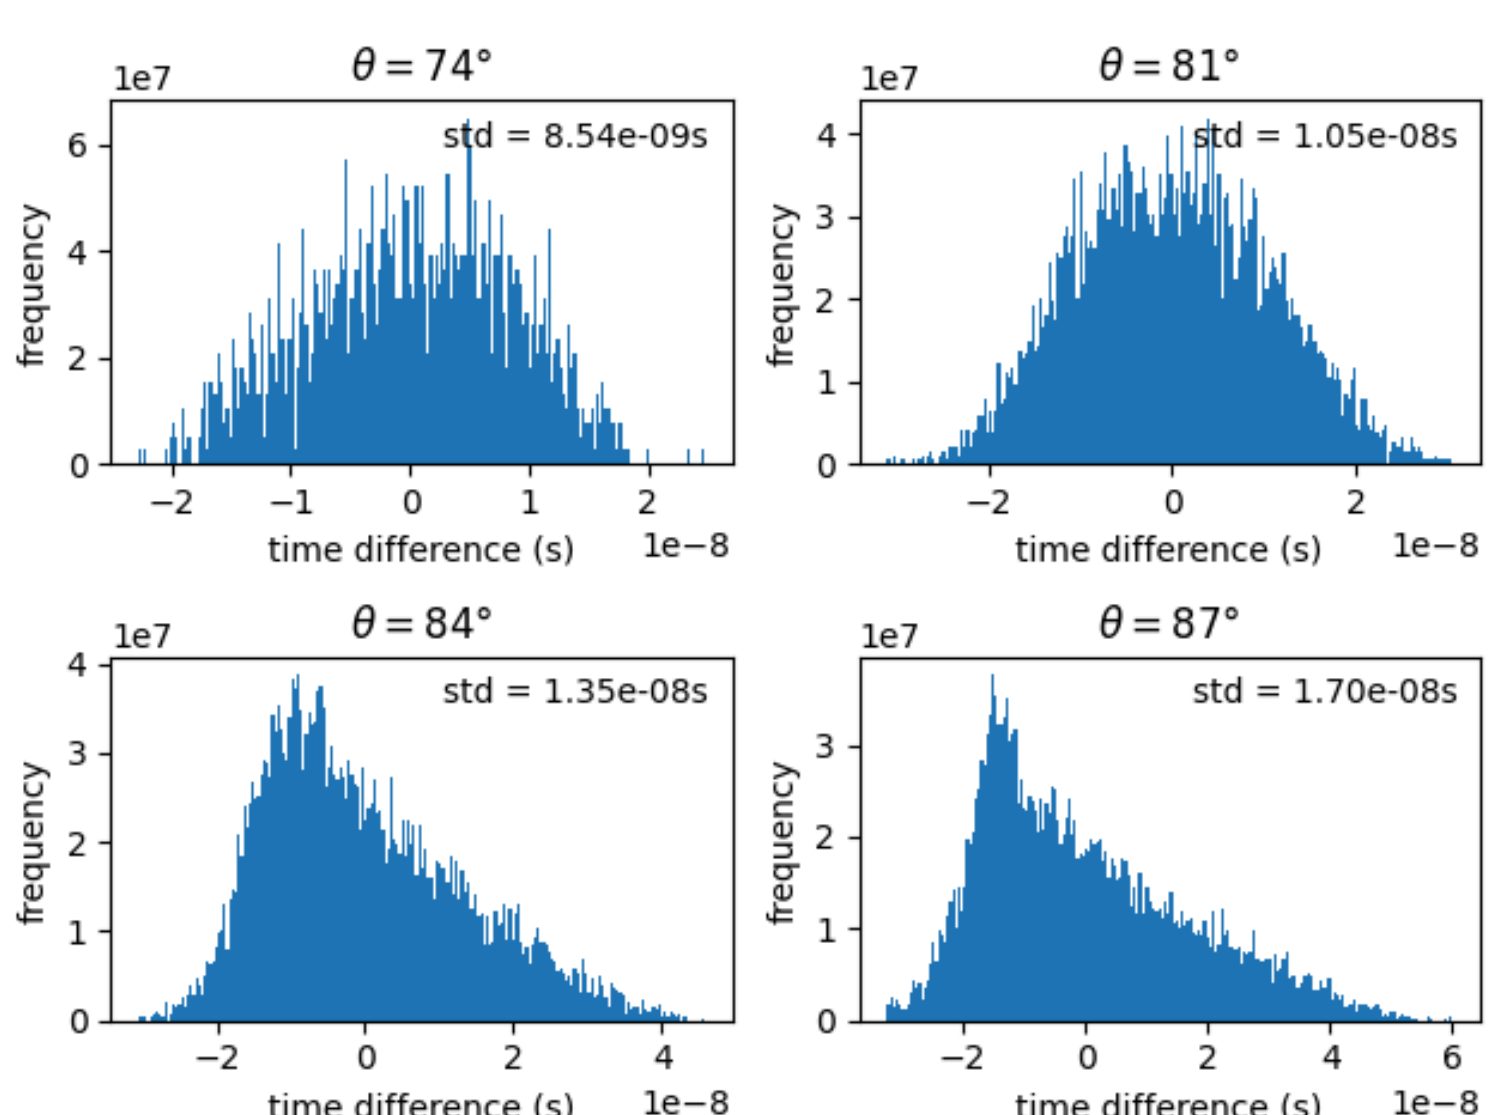 θ = 74°
1e7
std = 8.54e-09s
frequency
6
4
2
0
−2 −1 0 1 2
1e−8
time difference (s)
θ = 81°
1e7
std = 1.05e-08s
frequency
4
3
2
1
0
−2 0 2
1e−8
time difference (s)
θ = 84°
1e7
std = 1.35e-08s
frequency
4
3
2
1
0
−2 0 2 4
1e−8
time difference (s)
θ = 87°
1e7
std = 1.70e-08s
frequency
3
2
1
0
−2 0 2 4 6
1e−8
time difference (s)